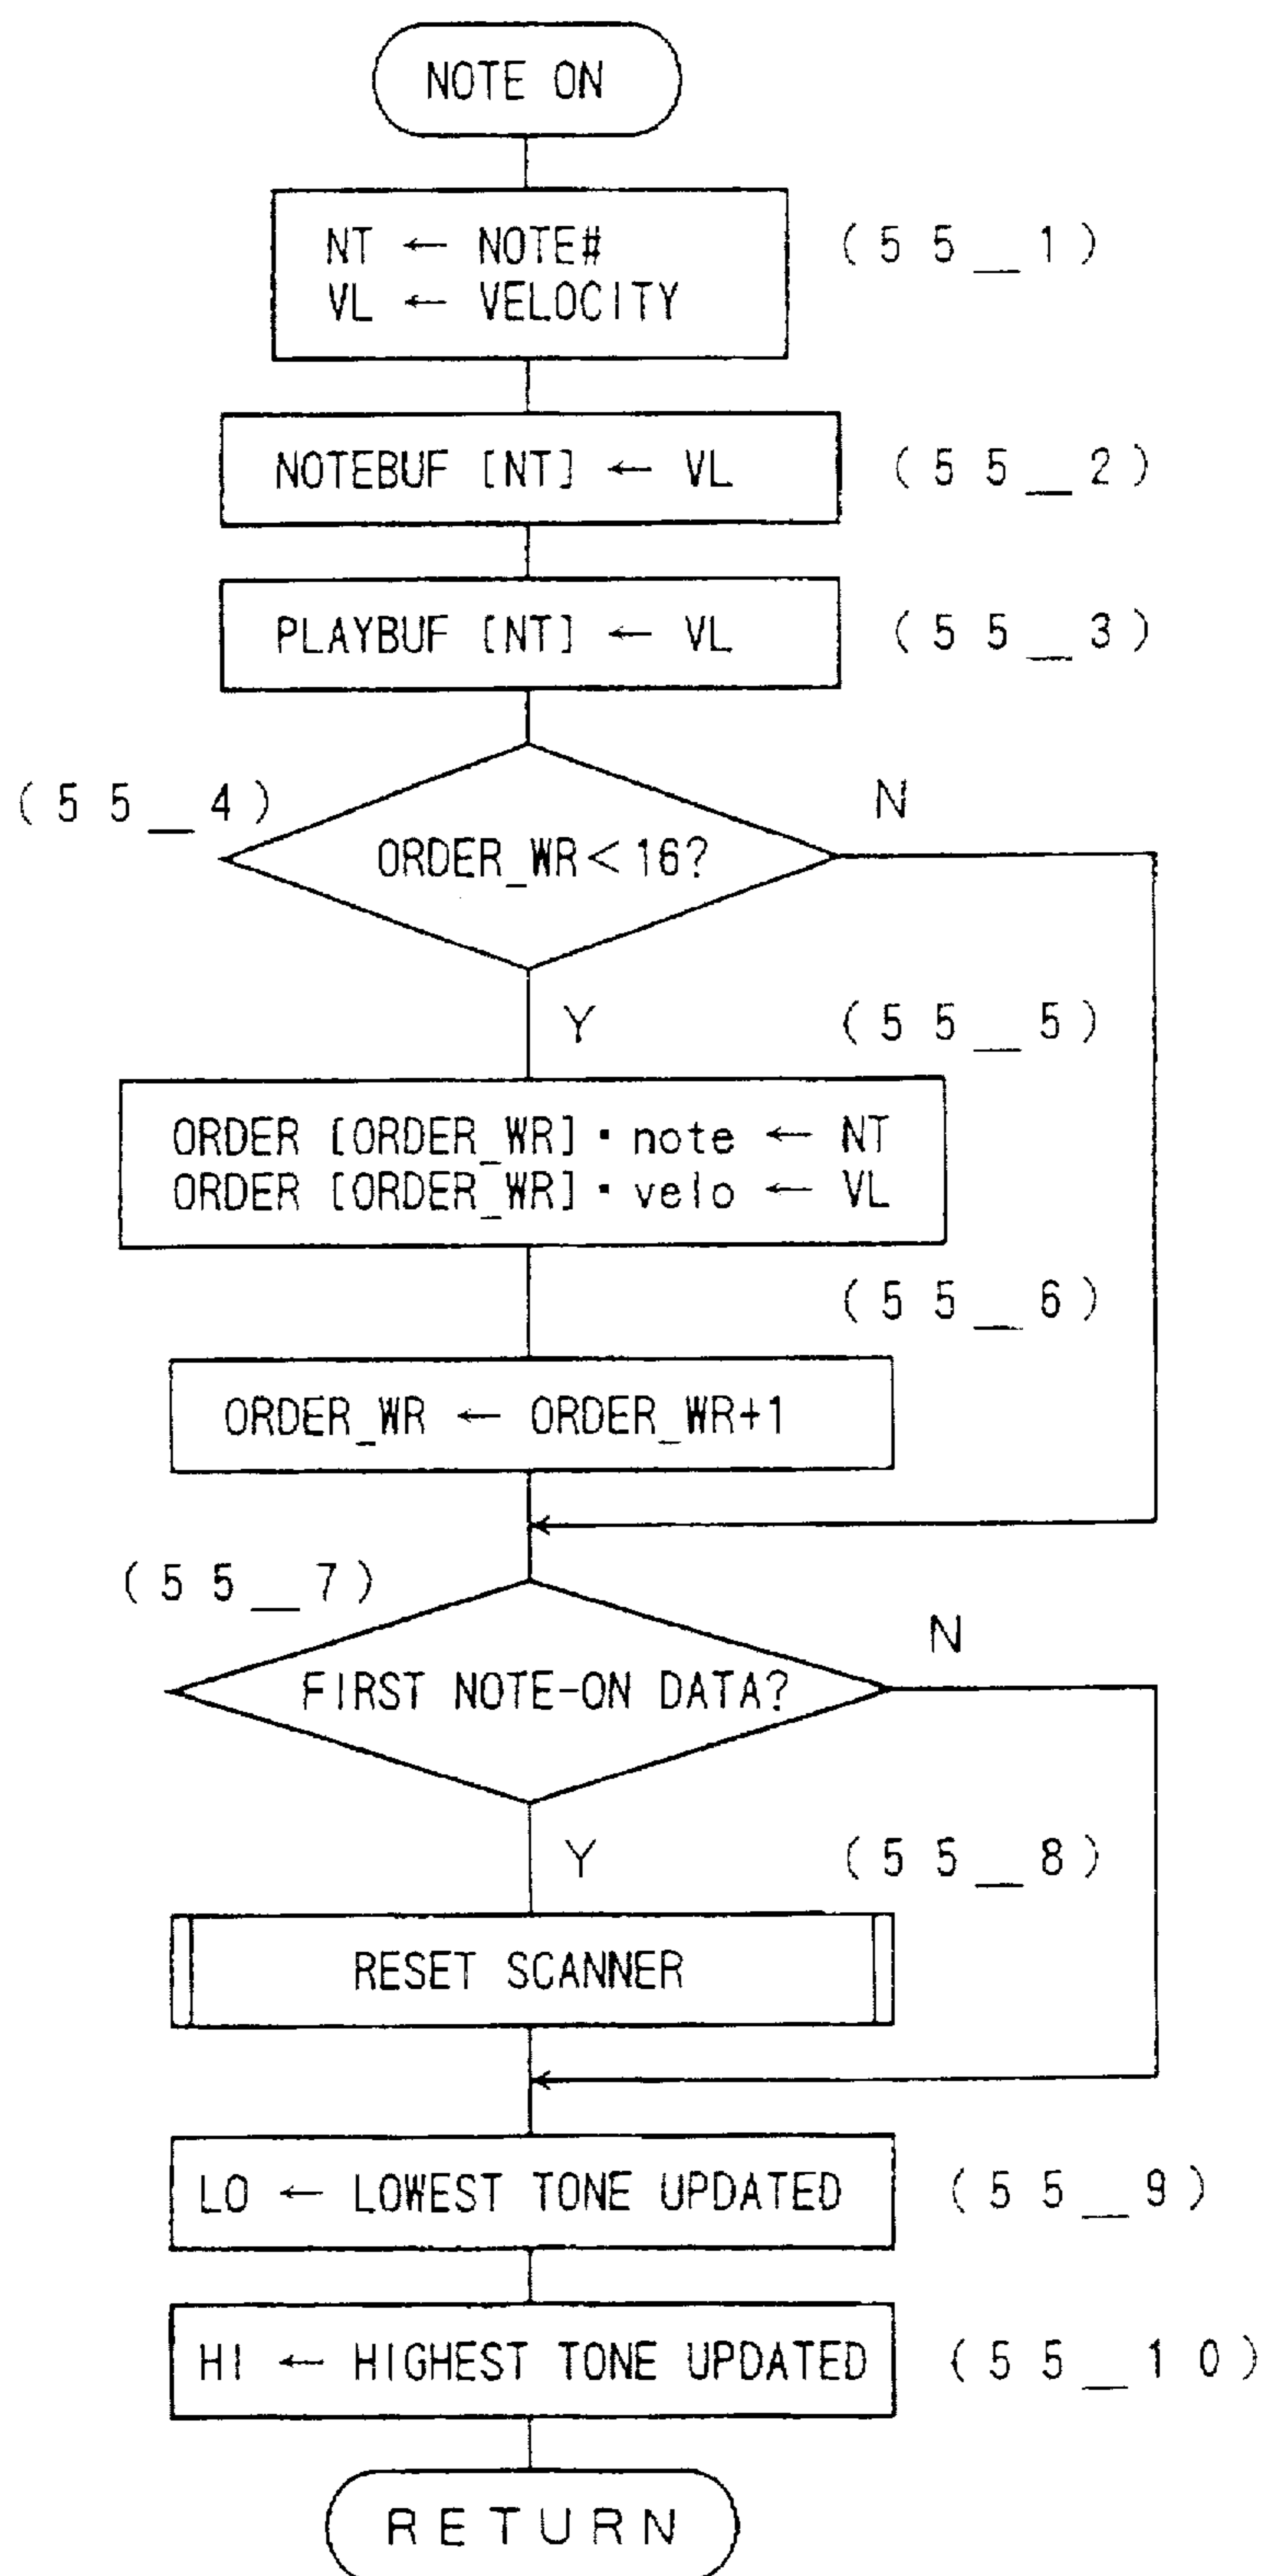 NOTE ON
NT ← NOTE#
VL ← VELOCITY
(55_1)
NOTEBUF [NT] ← VL
(55_2)
PLAYBUF [NT] ← VL
(55_3)
(55_4)
ORDER_WR<16?
N
Y
(55_5)
ORDER [ORDER_WR]·note ← NT
ORDER [ORDER_WR]·velo ← VL
(55_6)
ORDER_WR ← ORDER_WR+1
(55_7)
FIRST NOTE-ON DATA?
N
Y
(55_8)
RESET SCANNER
LO ← LOWEST TONE UPDATED
(55_9)
HI ← HIGHEST TONE UPDATED
(55_10)
RETURN